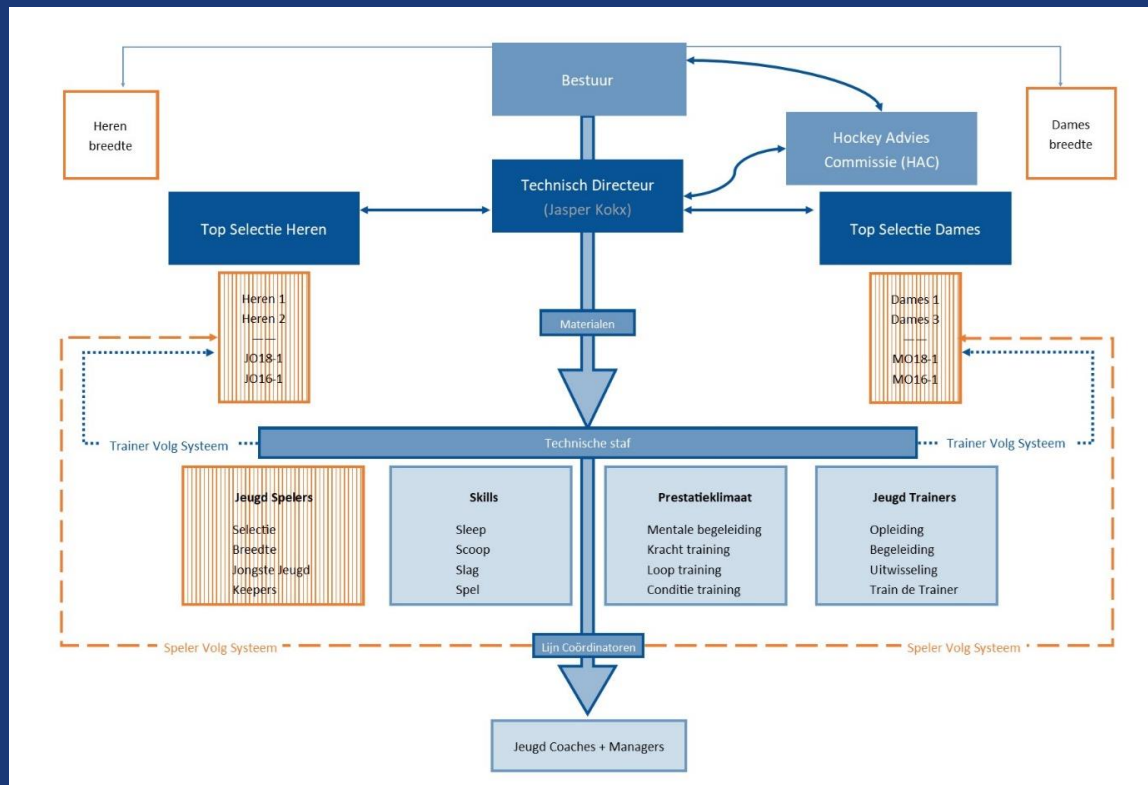 Bestuur
Heren
breedte
Dames
breedte
Hockey Advies
Commissie (HAC)
Technisch Directeur
(Jasper Kokx)
Top Selectie Heren
Top Selectie Dames
Heren 1
Heren 2
——
JO18-1
JO16-1
Dames 1
Dames 3
——
MO18-1
MO16-1
Materialen
Trainer Volg Systeem
Technische staf
Trainer Volg Systeem
Jeugd Spelers
Selectie
Breedte
Jongste Jeugd
Keepers
Skills
Sleep
Scoop
Slag
Spel
Prestatieklimaat
Mentale begeleiding
Kracht training
Loop training
Conditie training
Jeugd Trainers
Opleiding
Begeleiding
Uitwisseling
Train de Trainer
Speler Volg Systeem
Lijn Coördinatoren
Speler Volg Systeem
Jeugd Coaches + Managers